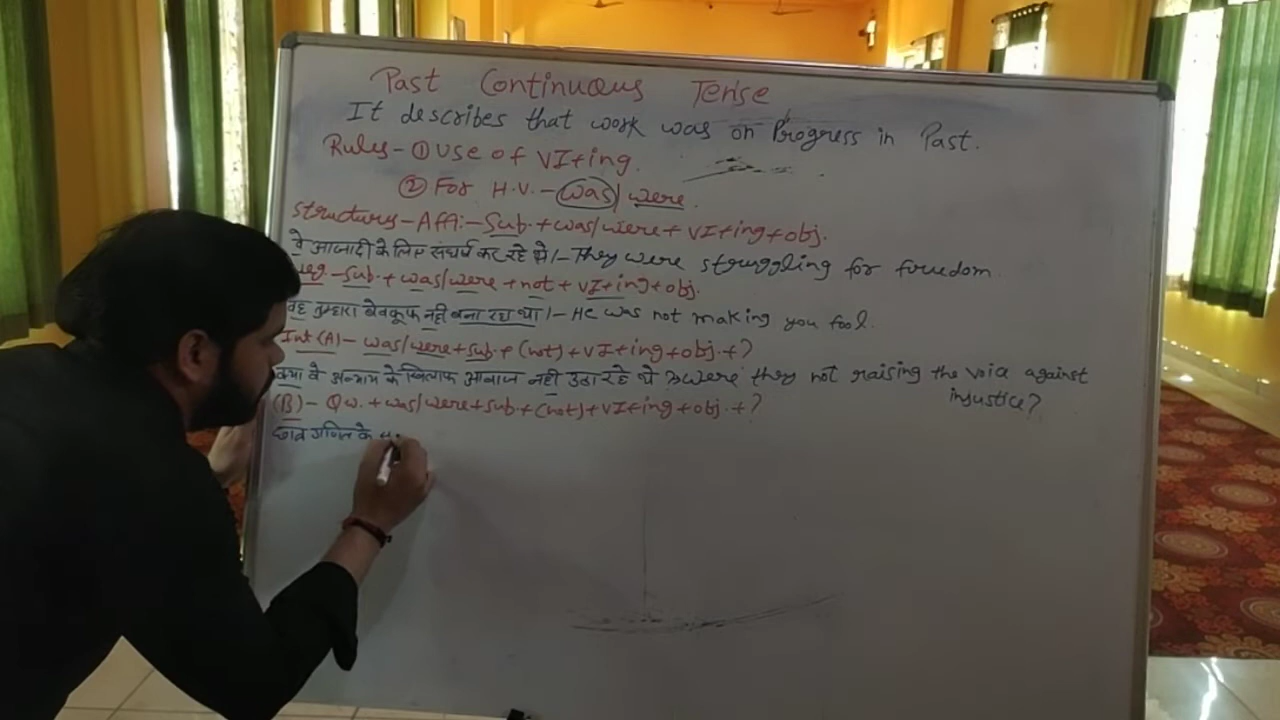 Past Continuous Tense
It describes that work was on Progress in Past.
Rules - ① Use of VI+ing.
② For H.V. - was/were.
Structures - Aff: - Sub. + was/were + VI+ing + obj.
वे आजादी के लिए संघर्ष कर रहे थे। - They were struggling for freedom.
Neg - Sub. + was/were + not + VI+ing + obj.
वह तुम्हारा बेवकूफ नहीं बना रहा था। - He was not making you fool.
Int (A) - was/were + sub + (not) + VI+ing + obj. + ?
क्या वे अन्याय के खिलाफ आवाज नहीं उठा रहे थे ? were they not raising the voice against
injustice?
(B) - Qw. + was/were + sub + (not) + VI+ing + obj. + ?
छात्र गणित के